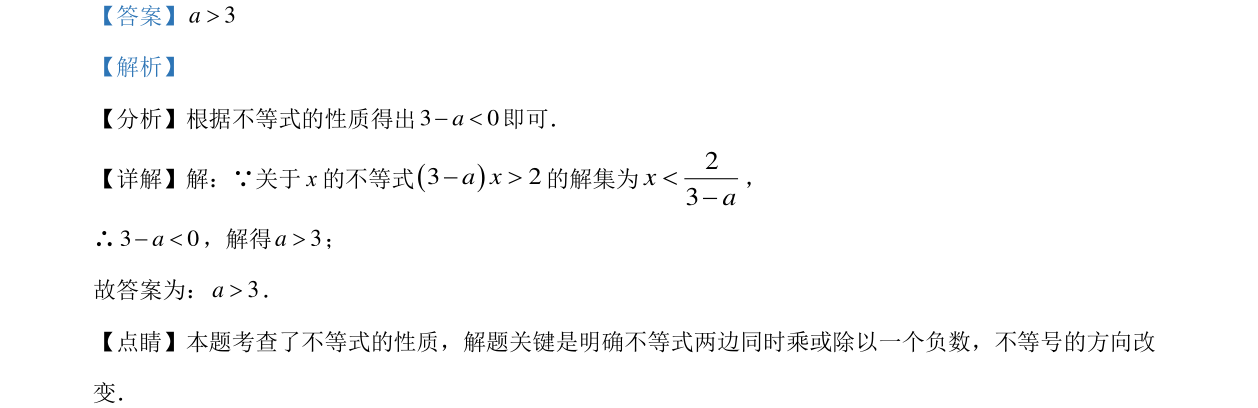 【答案】a＞3
【解析】
【分析】根据不等式的性质得出3－a＜0即可．
【详解】解：∵关于 x 的不等式(3－a)x＞2的解集为 x＜2/(3－a)，
∴3－a＜0，解得a＞3；
故答案为：a＞3．
【点睛】本题考查了不等式的性质，解题关键是明确不等式两边同时乘或除以一个负数，不等号的方向改
变．